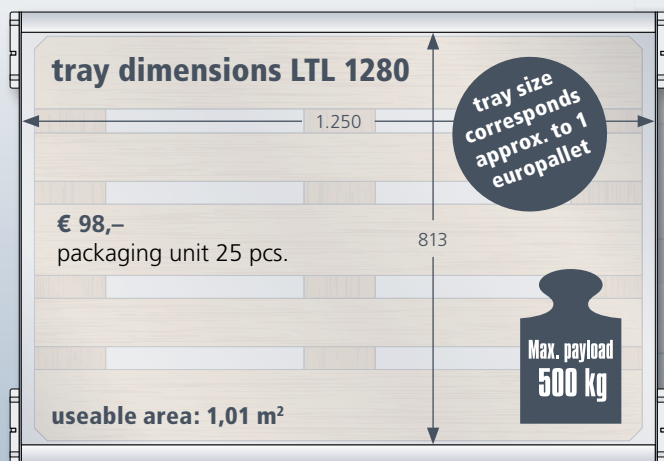 tray dimensions LTL 1280
tray size
corresponds
approx. to 1
europallet
1.250
€ 98,–
packaging unit 25 pcs.
813
Max. payload
500 kg
useable area: 1,01 m²